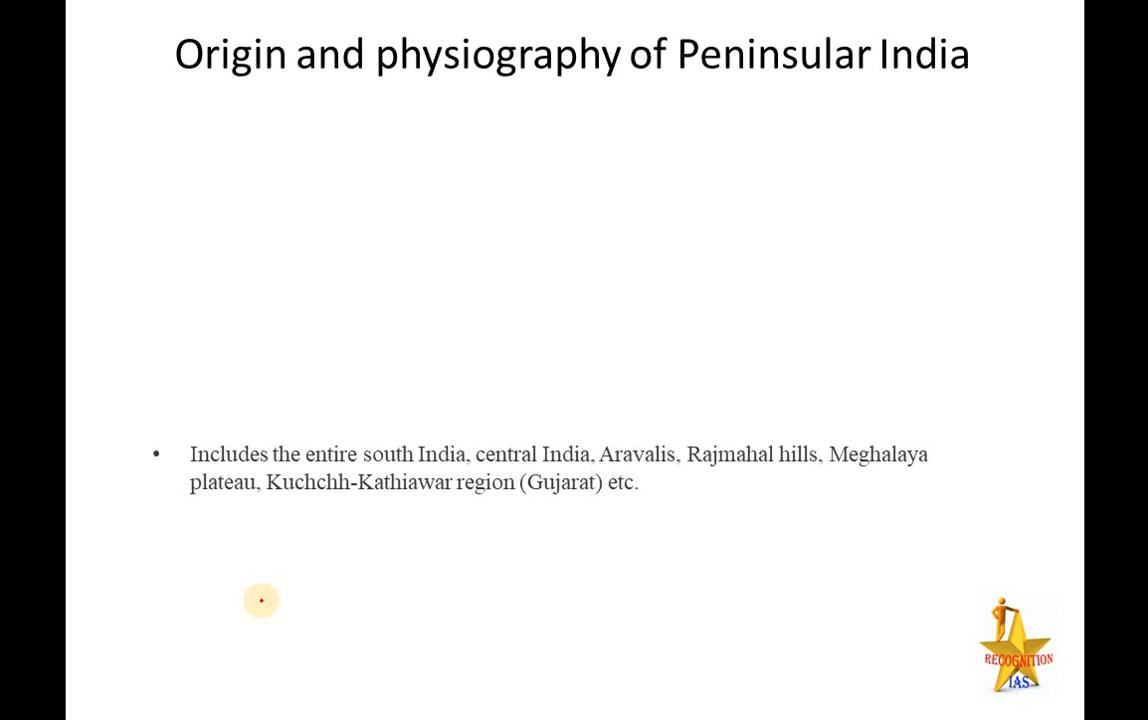 Origin and physiography of Peninsular India
• Includes the entire south India, central India, Aravalis, Rajmahal hills, Meghalaya
plateau, Kuchchh-Kathiawar region (Gujarat) etc.
RECOGNITION
IAS